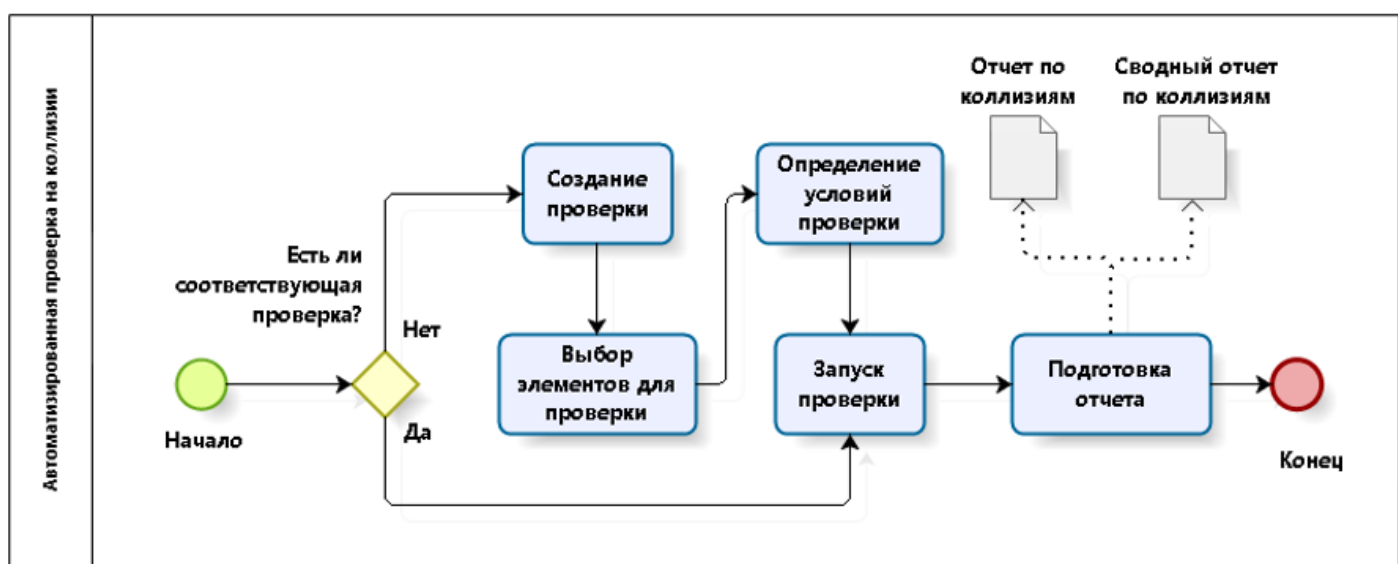 Автоматизированная проверка на коллизии
Отчет по
коллизиям
Сводный отчет
по коллизиям
Создание
проверки
Определение
условий
проверки
Есть ли
соответствующая
проверка?
Нет
Да
Начало
Выбор
элементов для
проверки
Запуск
проверки
Подготовка
отчета
Конец